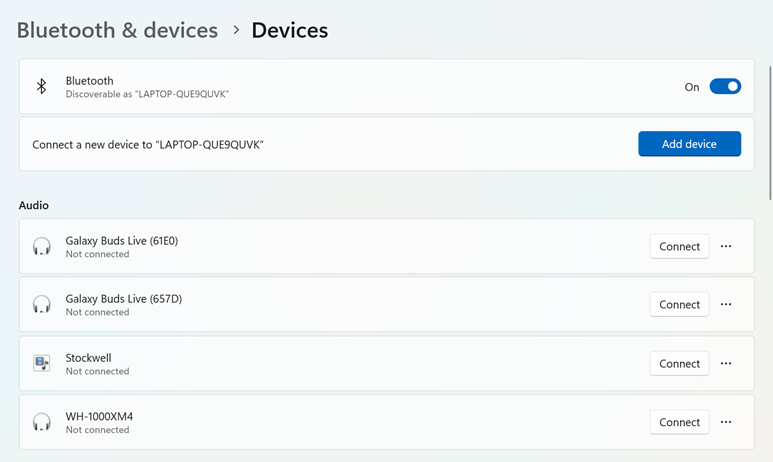 Bluetooth & devices > Devices
Bluetooth
Discoverable as “LAPTOP-QUE9QUVK”
On
Connect a new device to “LAPTOP-QUE9QUVK”
Add device
Audio
Galaxy Buds Live (61E0)
Not connected
Connect
Galaxy Buds Live (657D)
Not connected
Connect
Stockwell
Not connected
Connect
WH-1000XM4
Not connected
Connect